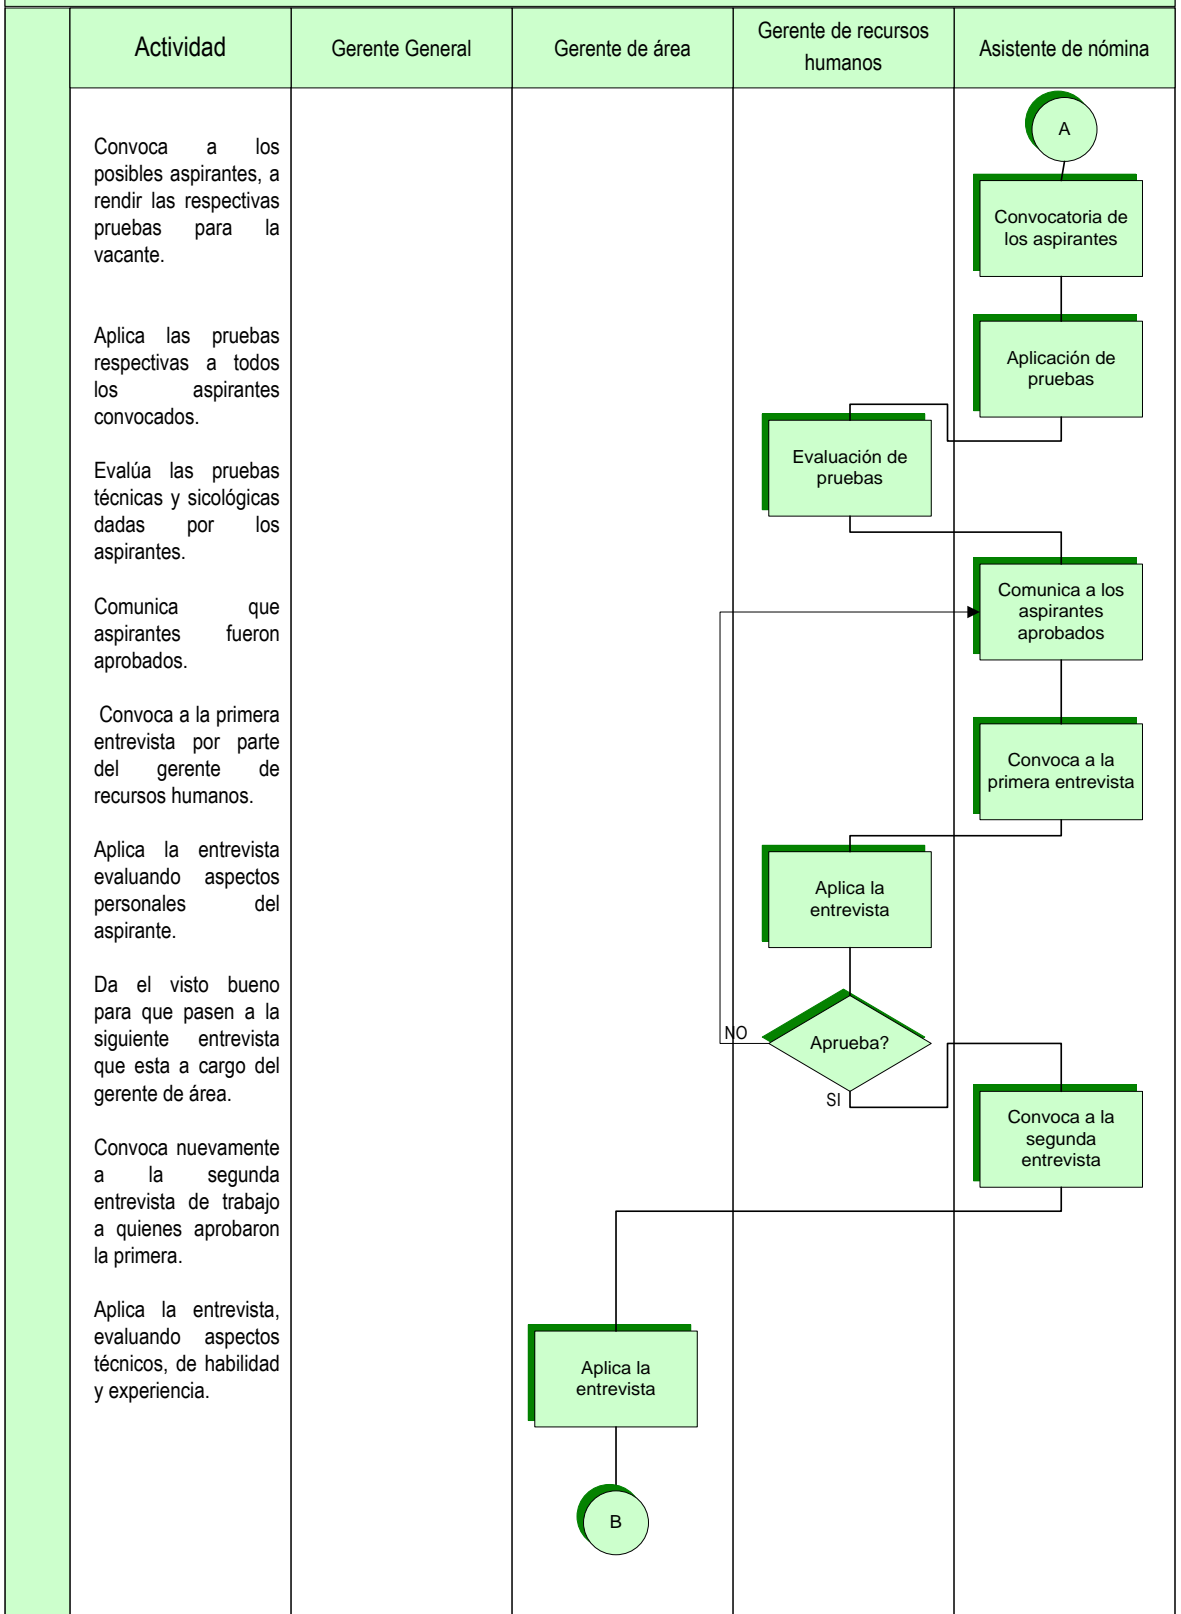 Actividad
Gerente General
Gerente de área
Gerente de recursos
humanos
Asistente de nómina
Convoca a los
posibles aspirantes, a
rendir las respectivas
pruebas para la
vacante.
Aplica las pruebas
respectivas a todos
los aspirantes
convocados.
Evalúa las pruebas
técnicas y sicológicas
dadas por los
aspirantes.
Comunica que
aspirantes fueron
aprobados.
Convoca a la primera
entrevista por parte
del gerente de
recursos humanos.
Aplica la entrevista
evaluando aspectos
personales del
aspirante.
Da el visto bueno
para que pasen a la
siguiente entrevista
que esta a cargo del
gerente de área.
Convoca nuevamente
a la segunda
entrevista de trabajo
a quienes aprobaron
la primera.
Aplica la entrevista,
evaluando aspectos
técnicos, de habilidad
y experiencia.
A
Convocatoria de
los aspirantes
Aplicación de
pruebas
Evaluación de
pruebas
Comunica a los
aspirantes
aprobados
Convoca a la
primera entrevista
Aplica la
entrevista
Aprueba?
NO
SI
Convoca a la
segunda
entrevista
Aplica la
entrevista
B